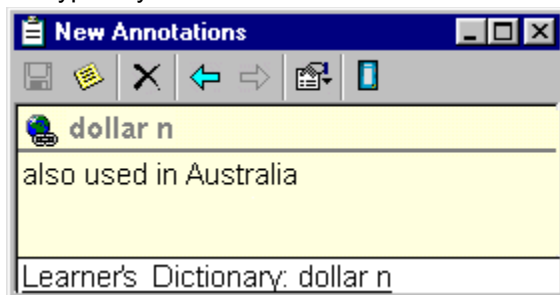 New Annotations
dollar n
also used in Australia
Learner's Dictionary: dollar n